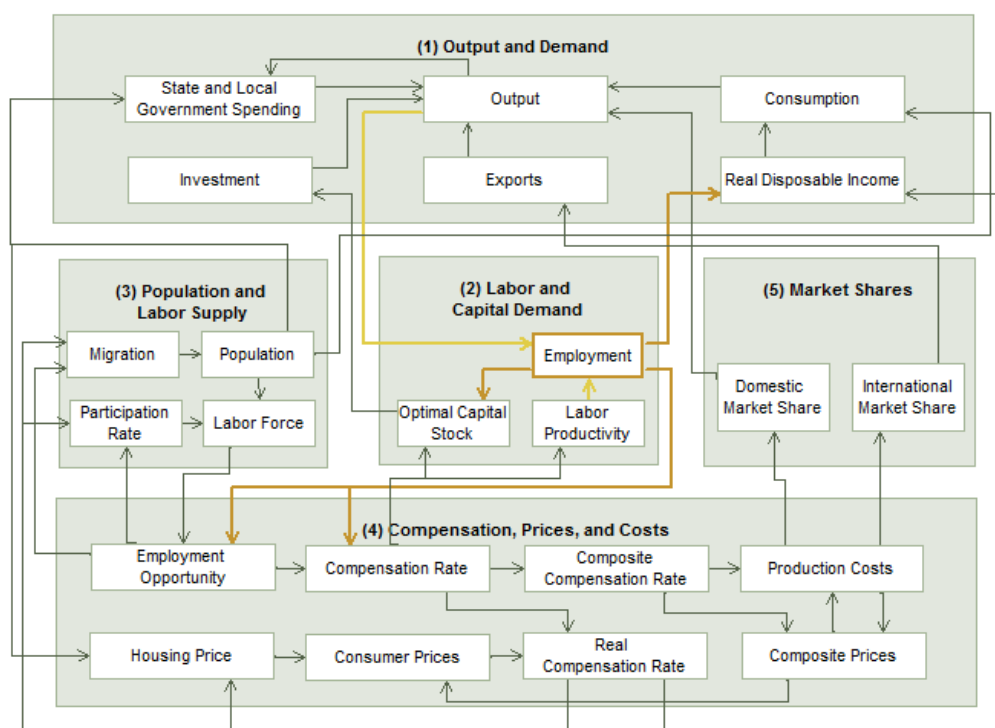 (1) Output and Demand
State and Local
Government Spending
Output
Consumption
Investment
Exports
Real Disposable Income
(3) Population and
Labor Supply
Migration
Population
Participation
Rate
Labor Force
(2) Labor and
Capital Demand
Employment
Optimal Capital
Stock
Labor
Productivity
(5) Market Shares
Domestic
Market Share
International
Market Share
(4) Compensation, Prices, and Costs
Employment
Opportunity
Compensation Rate
Composite
Compensation Rate
Production Costs
Housing Price
Consumer Prices
Real
Compensation Rate
Composite Prices